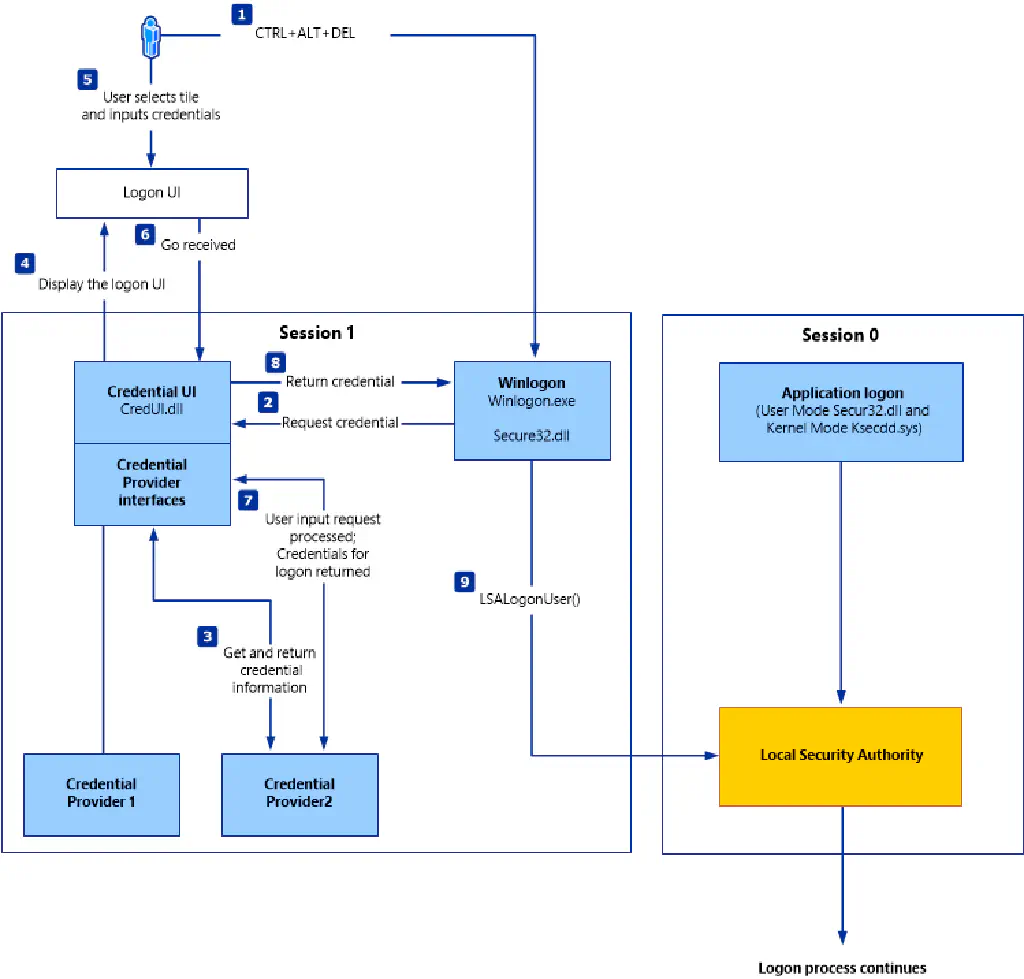 1
CTRL+ALT+DEL
5
User selects tile
and inputs credentials
Logon UI
6
Go received
4
Display the logon UI
Session 1
Credential UI
CredUI.dll
8
Return credential
2
Request credential
Winlogon
Winlogon.exe
Secure32.dll
Credential
Provider
interfaces
7
User input request
processed;
Credentials for
logon returned
9
LSALogonUser()
3
Get and return
credential
information
Credential
Provider 1
Credential
Provider2
Session 0
Application logon
(User Mode Secur32.dll and
Kernel Mode Ksecdd.sys)
Local Security Authority
Logon process continues